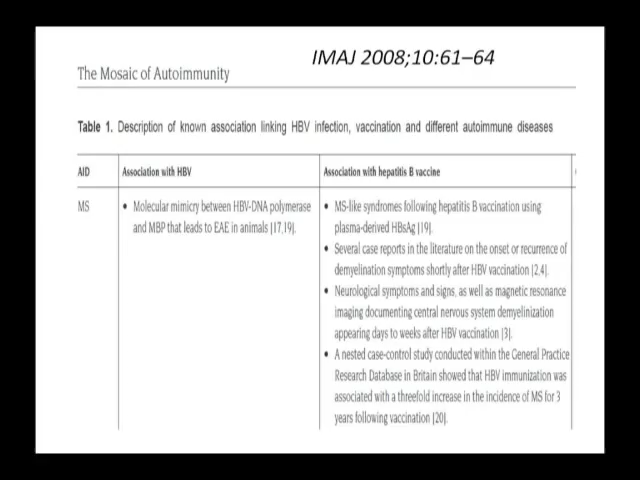 IMAJ 2008;10:61–64
The Mosaic of Autoimmunity
Table 1. Description of known association linking HBV infection, vaccination and different autoimmune diseases
AID
Association with HBV
Association with hepatitis B vaccine
MS
• Molecular mimicry between HBV-DNA polymerase
and MBP that leads to EAE in animals [17,19].
• MS-like syndromes following hepatitis B vaccination using
plasma-derived HBsAg [19].
• Several case reports in the literature on the onset or recurrence of
demyelination symptoms shortly after HBV vaccination [2,4].
• Neurological symptoms and signs, as well as magnetic resonance
imaging documenting central nervous system demyelinization
appearing days to weeks after HBV vaccination [3].
• A nested case-control study conducted within the General Practice
Research Database in Britain showed that HBV immunization was
associated with a threefold increase in the incidence of MS for 3
years following vaccination [20].